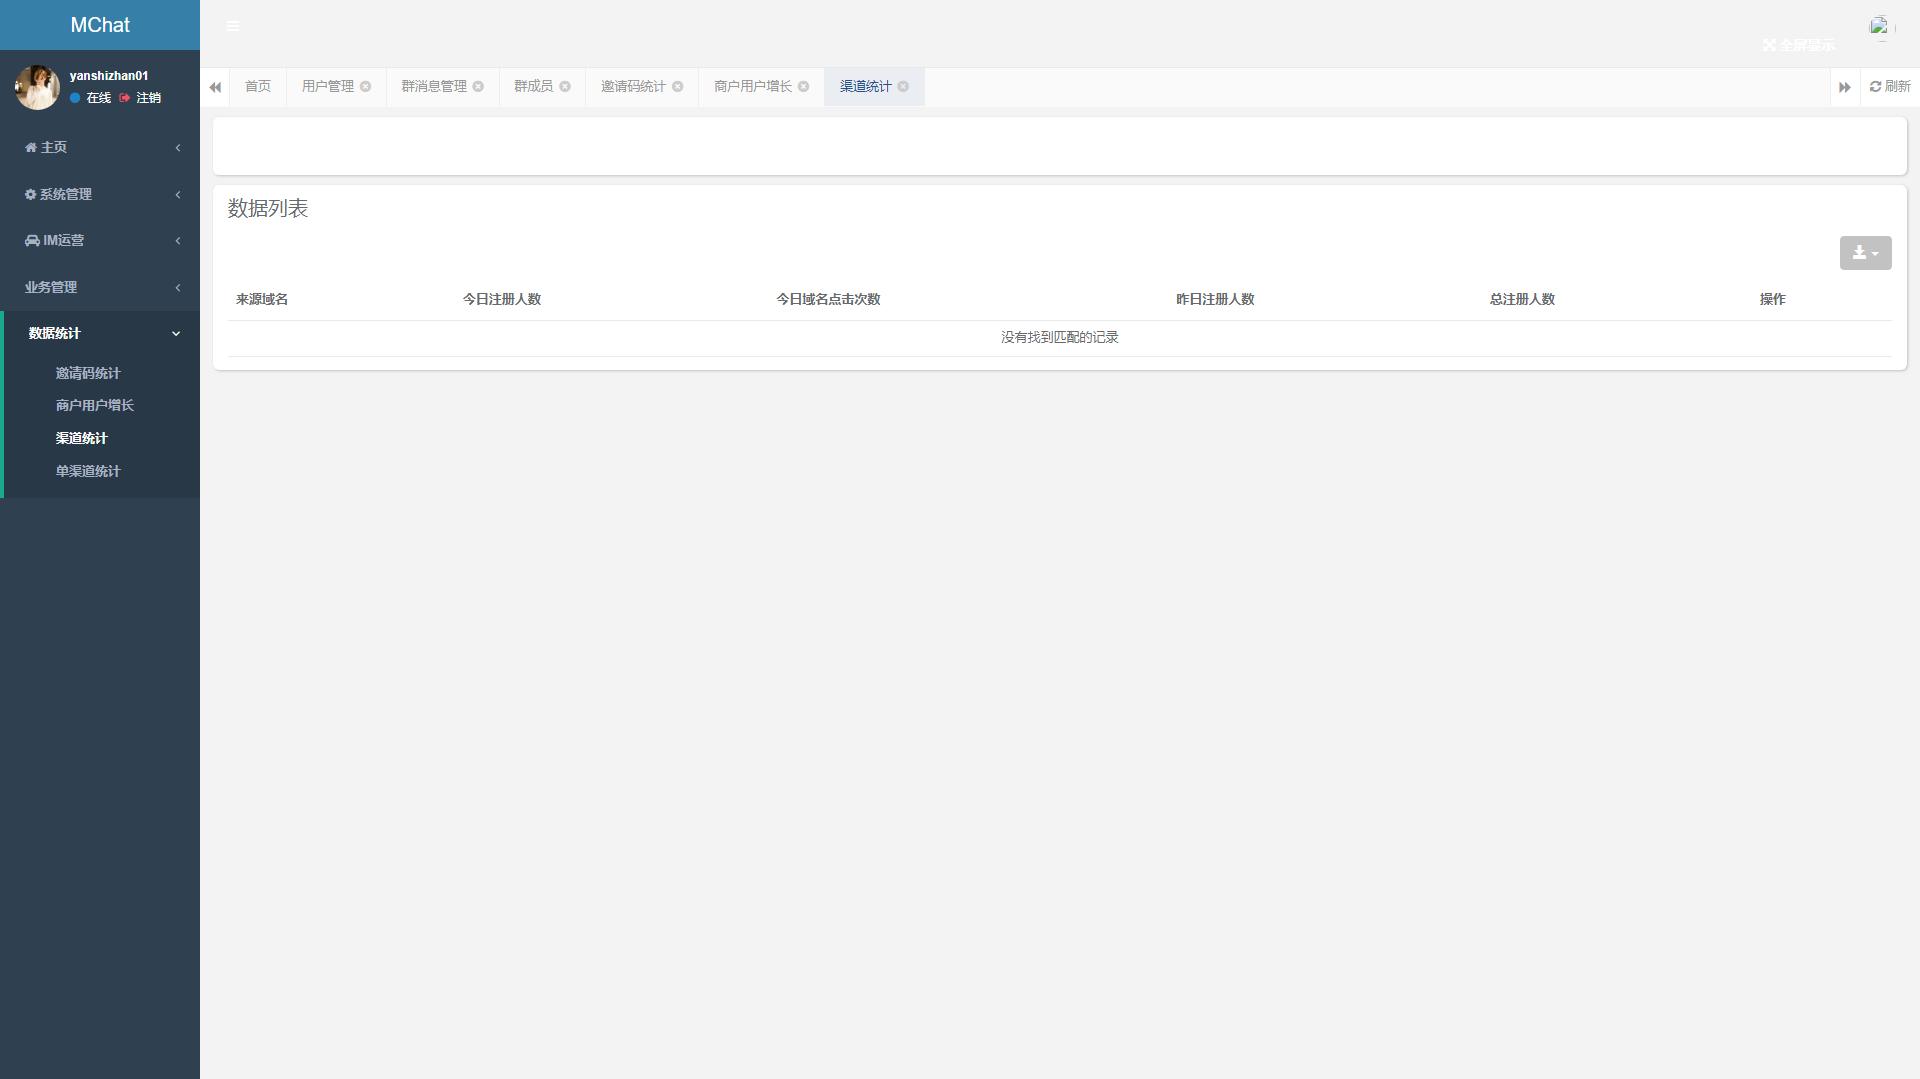 MChat
全屏显示
yanshizhan01
在线 注销
首页 用户管理 群消息管理 群成员 邀请码统计 商户用户增长 渠道统计 刷新
主页
系统管理
IM运营
业务管理
数据统计
邀请码统计
商户用户增长
渠道统计
单渠道统计
数据列表
来源域名 今日注册人数 今日域名点击次数 昨日注册人数 总注册人数 操作
没有找到匹配的记录